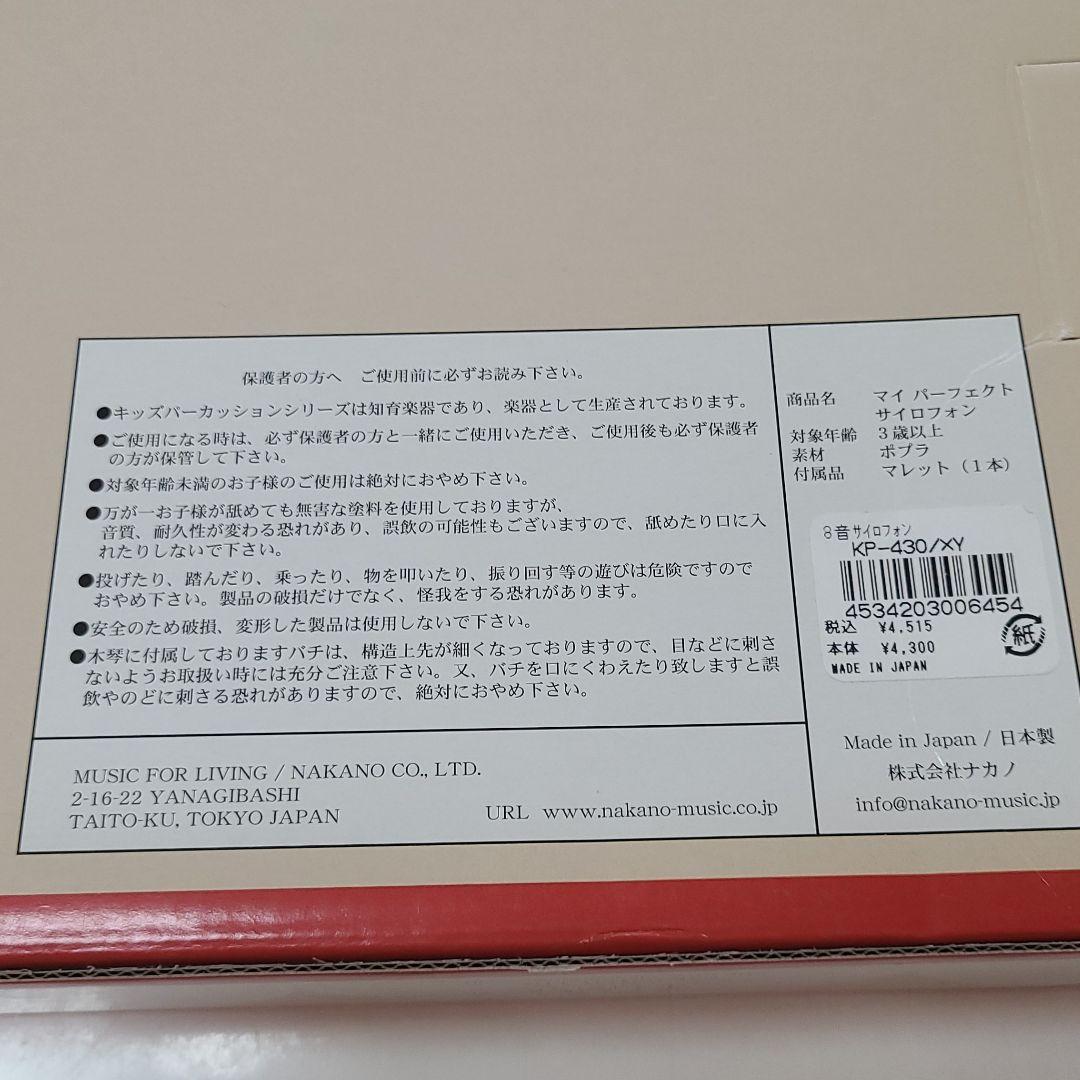 保護者の方へ　ご使用前に必ずお読み下さい。
●キッズパーカッションシリーズは知育楽器であり、楽器として生産されております。
●ご使用になる時は、必ず保護者の方と一緒にご使用いただき、ご使用後も必ず保護者
の方が保管して下さい。
●対象年齢未満のお子様のご使用は絶対におやめ下さい。
●万が一お子様が舐めても無害な塗料を使用しておりますが、
音質、耐久性が変わる恐れがあり、誤飲の可能性もございますので、舐めたり口に入
れたりしないで下さい。
●投げたり、踏んだり、乗ったり、物を叩いたり、振り回す等の遊びは危険ですので
おやめ下さい。製品の破損だけでなく、怪我をする恐れがあります。
●安全のため破損、変形した製品は使用しないで下さい。
●木琴に付属しておりますバチは、構造上先が細くなっておりますので、目などに刺さ
ないようお取扱い時には充分ご注意下さい。又、バチを口にくわえたり致しますと誤
飲やのどに刺さる恐れがありますので、絶対におやめ下さい。
MUSIC FOR LIVING / NAKANO CO., LTD.
2-16-22 YANAGIBASHI
TAITO-KU, TOKYO JAPAN
URL www.nakano-music.co.jp
商品名 マイ パーフェクト
サイロフォン
対象年齢 3歳以上
素材 ポプラ
付属品 マレット（1本）
8音サイロフォン
KP-430/XY
4534203006454
税込 ¥4,515
本体 ¥4,300
MADE IN JAPAN
紙
Made in Japan / 日本製
株式会社ナカノ
info@nakano-music.jp